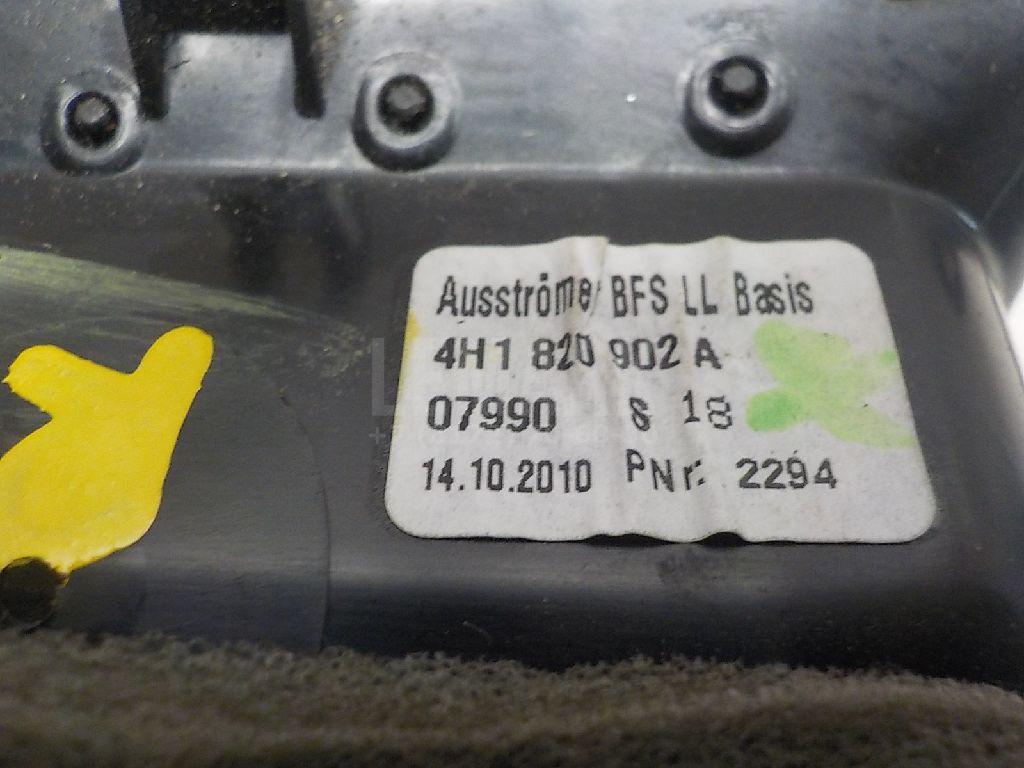 Ausströmer BFS LL Basis
4H1 820 902 A
07990 S 18
14.10.2010 PNr: 2294